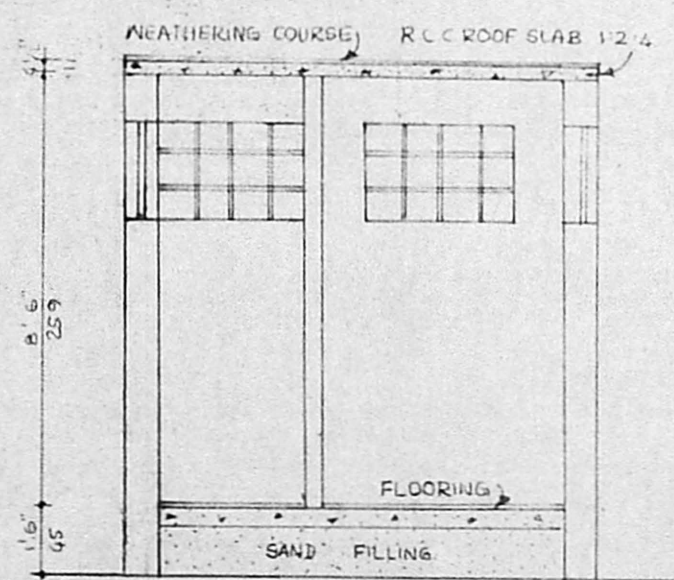 WEATHERING COURSE
R C C ROOF SLAB 1:2:4
8' 6"
259
FLOORING
1'6"
45
SAND FILLING